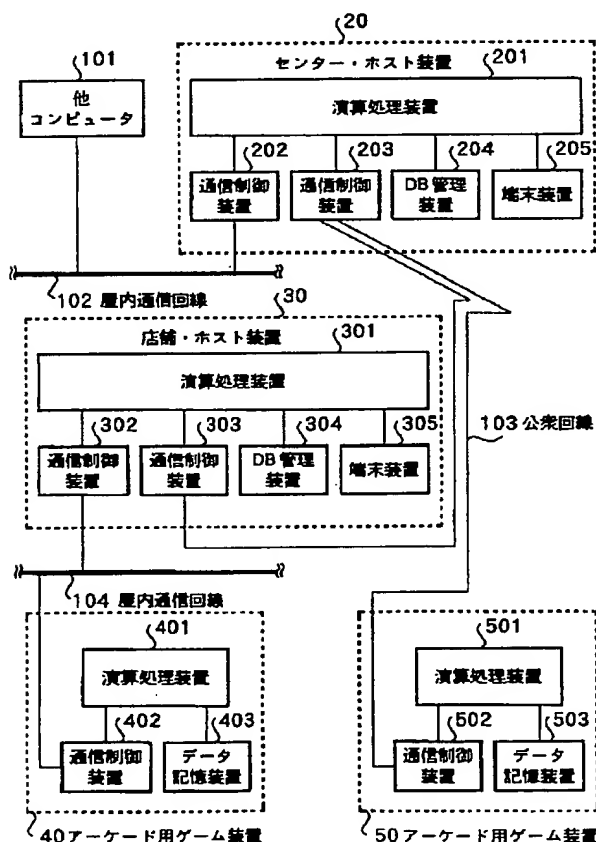 20
101
センター・ホスト装置
201
他
コンピュータ
演算処理装置
202
203
204
205
通信制御
装置
通信制御
装置
DB 管理
装置
端末装置
102 屋内通信回線
30
店舗・ホスト装置
301
演算処理装置
302
303
304
305
103 公衆回線
通信制御
装置
通信制御
装置
DB 管理
装置
端末装置
104 屋内通信回線
401
演算処理装置
402
403
通信制御
装置
データ
記憶装置
40 アーケード用ゲーム装置
501
演算処理装置
502
503
通信制御
装置
データ
記憶装置
50 アーケード用ゲーム装置